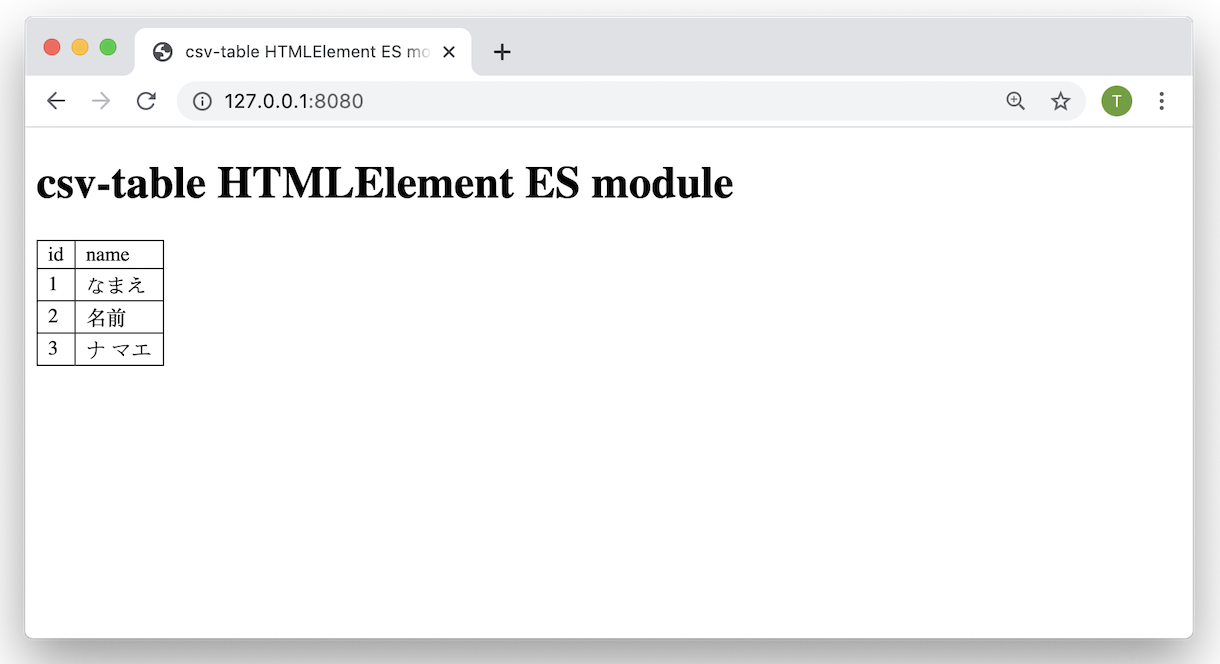 csv-table HTMLElement ES mo
127.0.0.1:8080
T
csv-table HTMLElement ES module
id name
1 なまえ
2 名前
3 ナ マエ